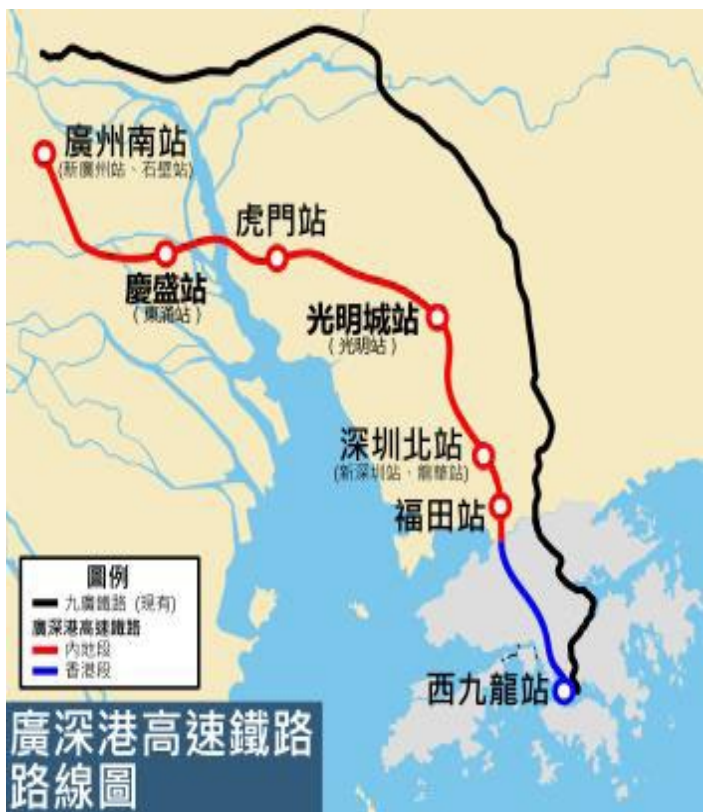 廣州南站
(新廣州站、石壁站)
虎門站
慶盛站
(東涌站)
光明城站
(光明站)
深圳北站
(新深圳站、龍華站)
福田站
西九龍站
圖例
九廣鐵路 (現有)
廣深港高速鐵路
內地段
香港段
廣深港高速鐵路
路線圖